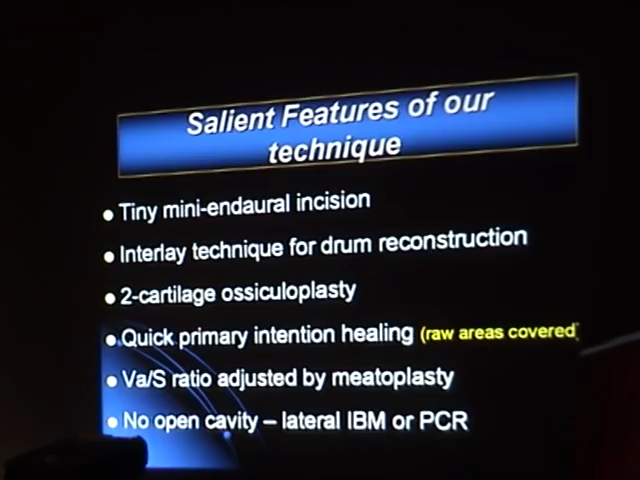 Salient Features of our
technique
• Tiny mini-endaural incision
• Interlay technique for drum reconstruction
• 2-cartilage ossiculoplasty
• Quick primary intention healing (raw areas covered)
• Va/S ratio adjusted by meatoplasty
• No open cavity – lateral IBM or PCR